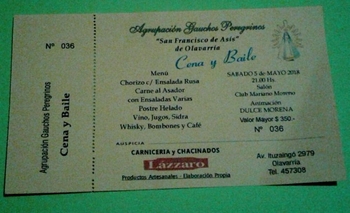 Nº 036
Agrupación Gauchos Peregrinos
Cena y Baile
Agrupación Gauchos Peregrinos
"San Francisco de Asís"
de Olavarría
Cena y Baile
Menú
Chorizo c/ Ensalada Rusa
Carne al Asador
con Ensaladas Varias
Postre Helado
Vino, Jugos, Sidra
Whisky, Bombones y Café
SABADO 5 de MAYO 2018
21,00 Hs.
Salón
Club Mariano Moreno
Animación
DULCE MORENA
Valor Mayor $ 350.-
Nº 036
AUSPICIA
CARNICERIA y CHACINADOS
Lázzaro
Productos Artesanales - Elaboración Propia
Av. Ituzaingó 2979
Olavarría
Tel. 457308